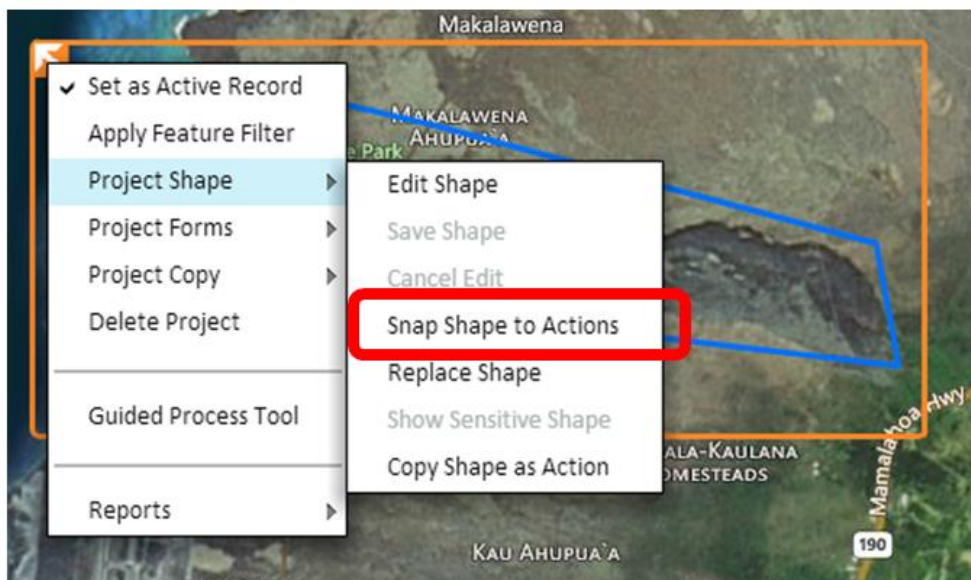 Makalawena
Set as Active Record
Apply Feature Filter
Project Shape
Project Forms
Project Copy
Delete Project
Guided Process Tool
Reports
MAKALAWENA
AHUPUA`A
e Park
Edit Shape
Save Shape
Cancel Edit
Snap Shape to Actions
Replace Shape
Show Sensitive Shape
Copy Shape as Action
ALA-KAULANA
OMESTEADS
Mamalahoa Hwy
190
KAU AHUPUA`A